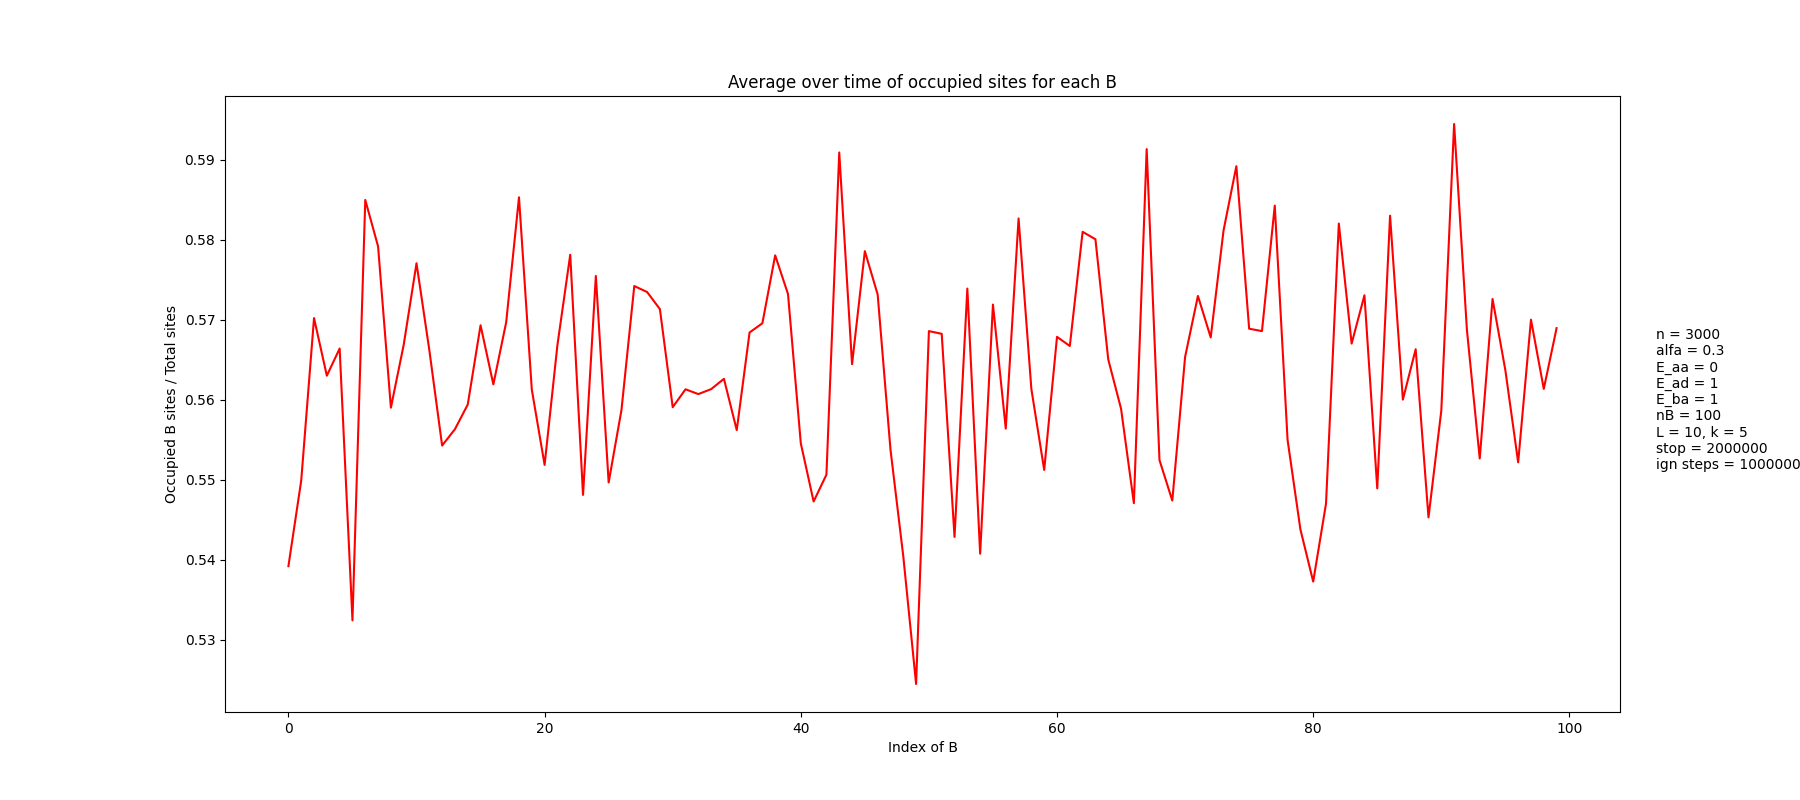 Average over time of occupied sites for each B
Occupied B sites / Total sites
0.59
0.58
0.57
0.56
0.55
0.54
0.53
0 20 40 60 80 100
Index of B
n = 3000
alfa = 0.3
E_aa = 0
E_ad = 1
E_ba = 1
nB = 100
L = 10, k = 5
stop = 2000000
ign steps = 1000000